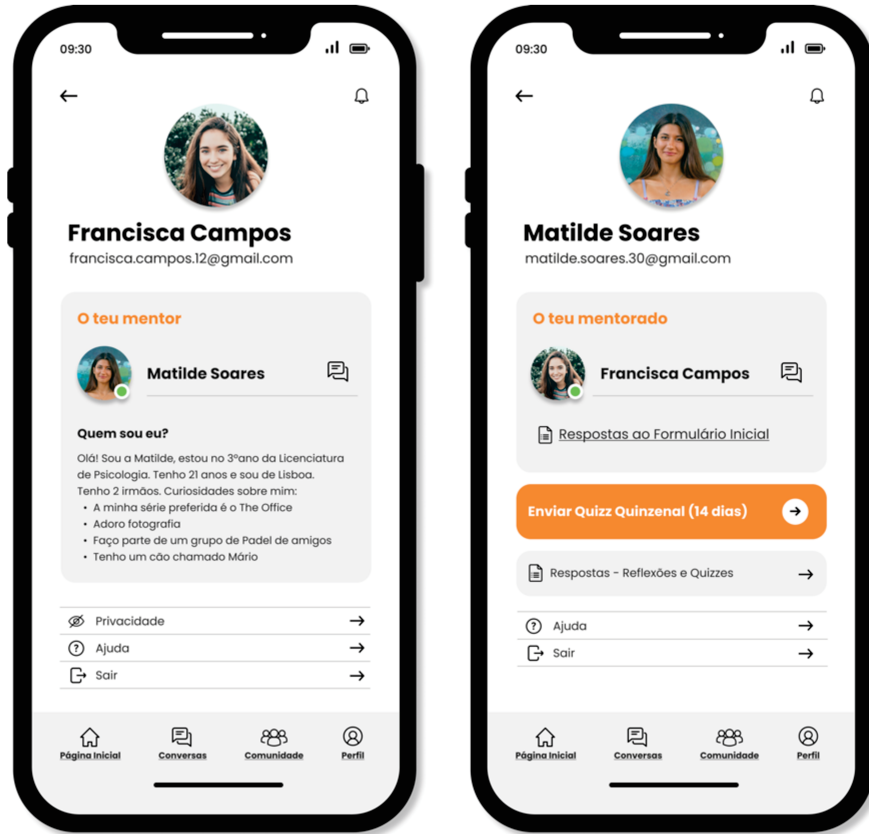 09:30
Francisca Campos
francisca.campos.12@gmail.com
O teu mentor
Matilde Soares
Quem sou eu?
Olá! Sou a Matilde, estou no 3ºano da Licenciatura
de Psicologia. Tenho 21 anos e sou de Lisboa.
Tenho 2 irmãos. Curiosidades sobre mim:
• A minha série preferida é o The Office
• Adoro fotografia
• Faço parte de um grupo de Padel de amigos
• Tenho um cão chamado Mário
Privacidade
Ajuda
Sair
Página Inicial
Conversas
Comunidade
Perfil
09:30
Matilde Soares
matilde.soares.30@gmail.com
O teu mentorado
Francisca Campos
Respostas ao Formulário Inicial
Enviar Quizz Quinzenal (14 dias)
Respostas - Reflexões e Quizzes
Ajuda
Sair
Página Inicial
Conversas
Comunidade
Perfil